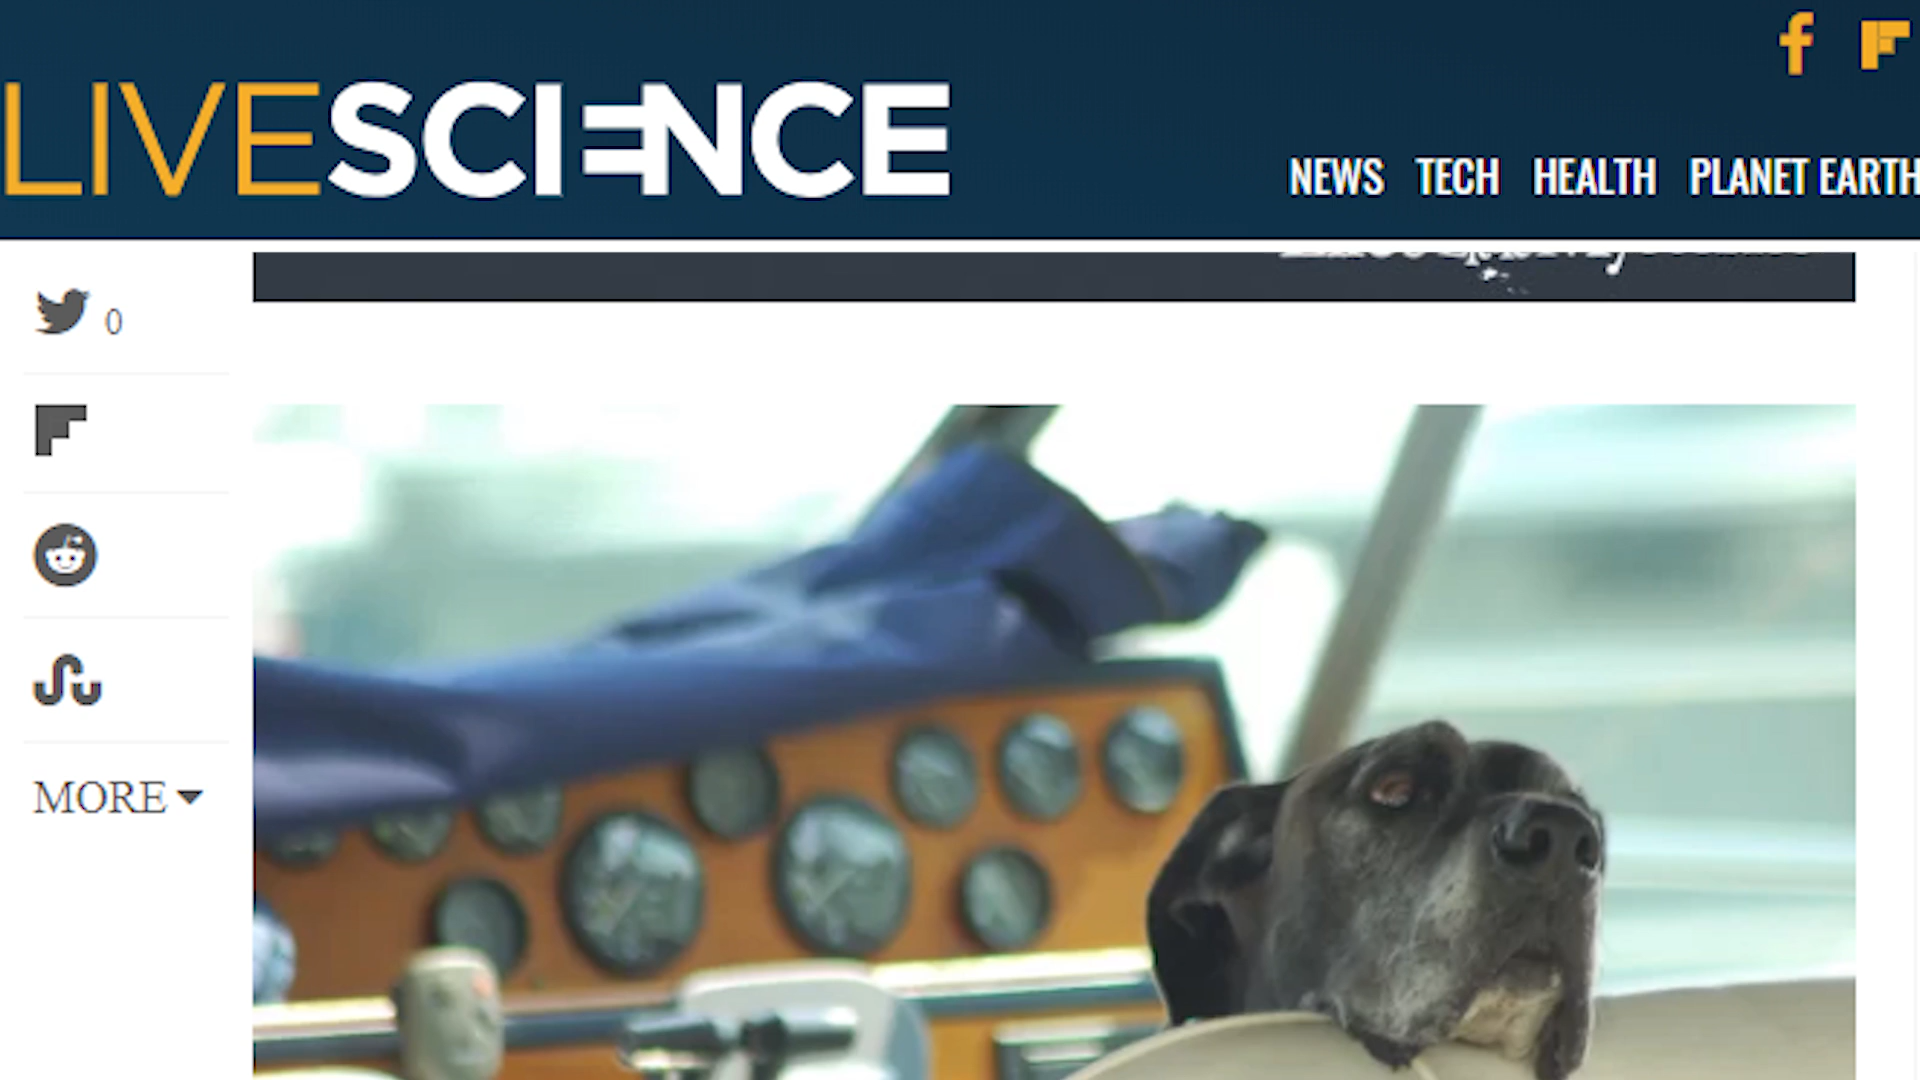 LIVESCIENCE
NEWS TECH HEALTH PLANET EARTH
0
MORE